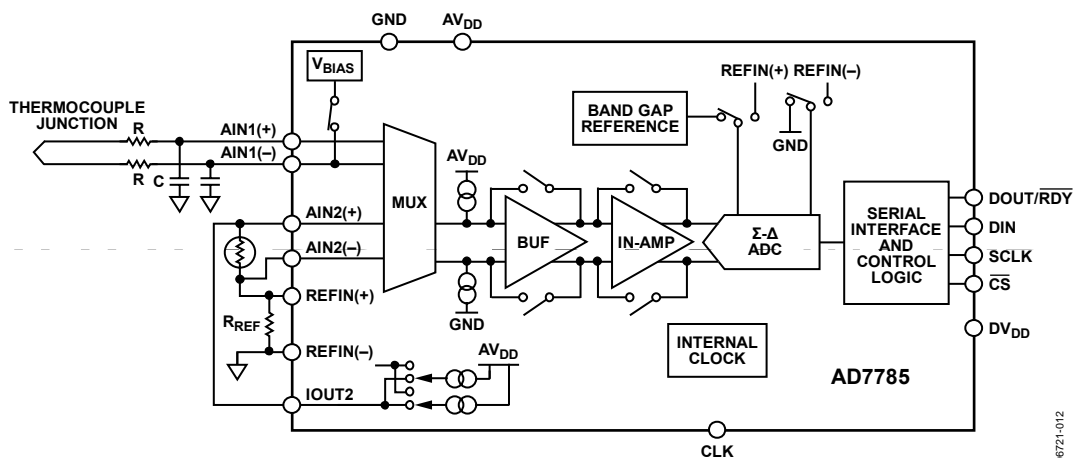 GND
AVDD
VBIAS
REFIN(+) REFIN(–)
THERMOCOUPLE
JUNCTION
R
AIN1(+)
BAND GAP
REFERENCE
GND
AIN1(–)
R
C
AVDD
MUX
DOUT/RDY
SERIAL
INTERFACE
AND
CONTROL
LOGIC
AIN2(+)
BUF
IN-AMP
Σ-Δ
ADC
DIN
AIN2(–)
SCLK
REFIN(+)
CS
GND
RREF
DVDD
INTERNAL
CLOCK
REFIN(–)
AVDD
AD7785
IOUT2
CLK
06721-012